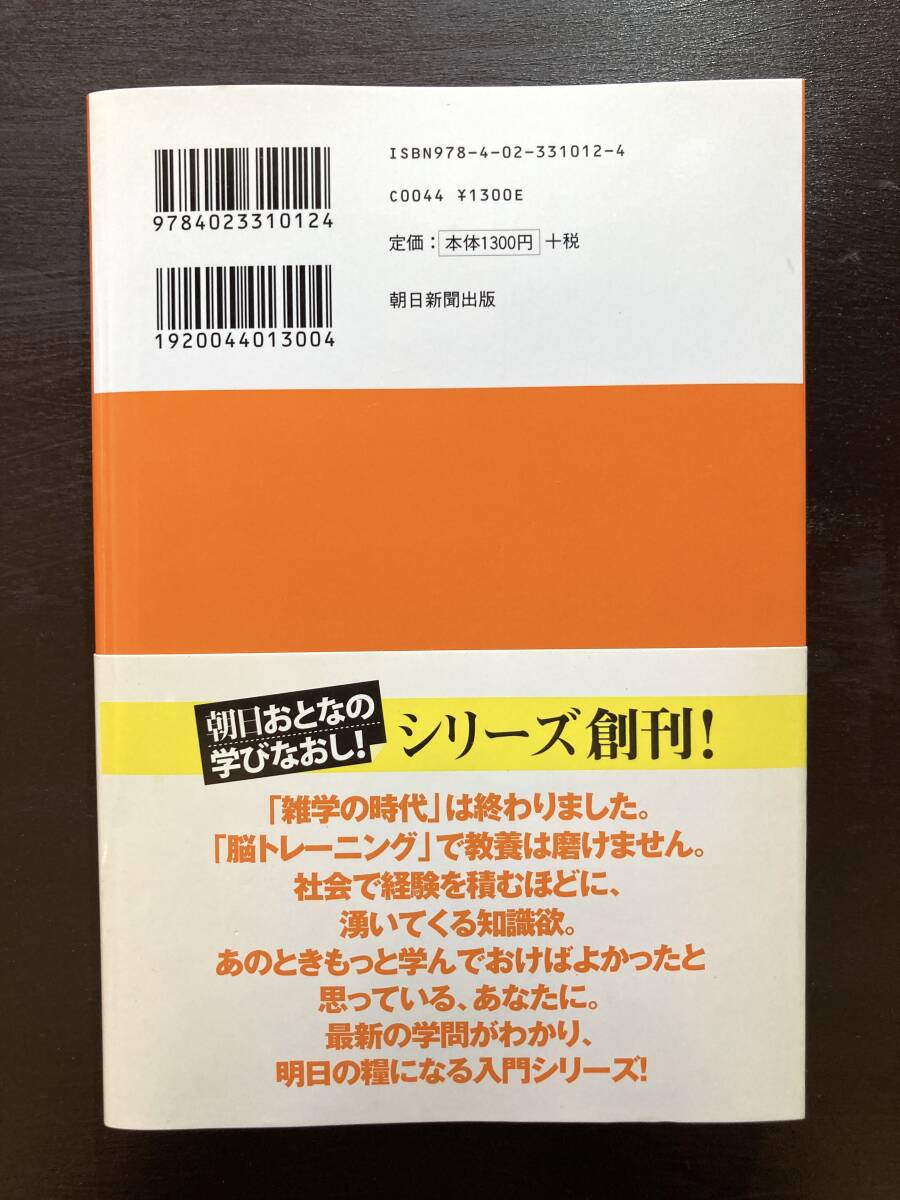 ISBN978-4-02-331012-4
9784023310124
C0044 ¥1300E
定価：本体1300円＋税
1920044013004
朝日新聞出版
朝日おとなの
学びなおし！
シリーズ創刊！
「雑学の時代」は終わりました。
「脳トレーニング」で教養は磨けません。
社会で経験を積むほどに、
湧いてくる知識欲。
あのときもっと学んでおけばよかったと
思っている、あなたに。
最新の学問がわかり、
明日の糧になる入門シリーズ！